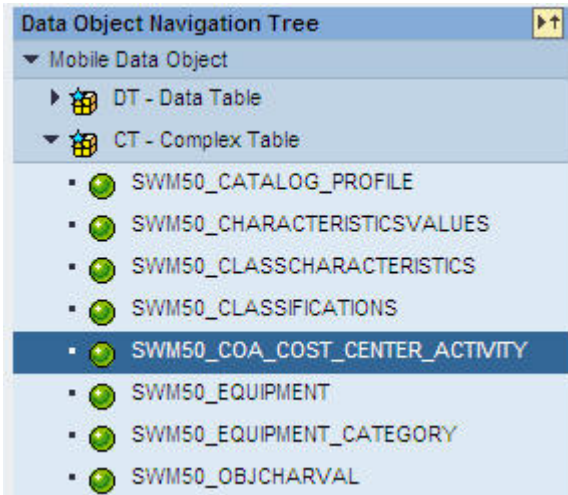 Data Object Navigation Tree
Mobile Data Object
DT - Data Table
CT - Complex Table
SWM50_CATALOG_PROFILE
SWM50_CHARACTERISTICSVALUES
SWM50_CLASSCHARACTERISTICS
SWM50_CLASSIFICATIONS
SWM50_COA_COST_CENTER_ACTIVITY
SWM50_EQUIPMENT
SWM50_EQUIPMENT_CATEGORY
SWM50_OBJCHARVAL